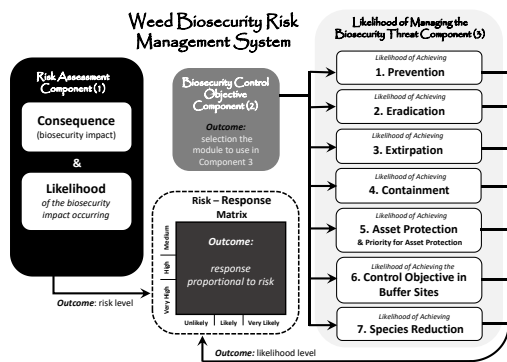 Weed Biosecurity Risk
Management System
Risk Assessment
Component (1)
Consequence
(biosecurity impact)
&
Likelihood
of the biosecurity
impact occurring
Outcome: risk level
Biosecurity Control
Objective
Component (2)
Outcome:
selection the
module to use in
Component 3
Risk – Response
Matrix
Medium
High
Very High
Outcome:
response
proportional to risk
Unlikely
Likely
Very Likely
Outcome: likelihood level
Likelihood of Managing the
Biosecurity Threat Component (3)
Likelihood of Achieving
1. Prevention
Likelihood of Achieving
2. Eradication
Likelihood of Achieving
3. Extirpation
Likelihood of Achieving
4. Containment
Likelihood of Achieving
5. Asset Protection
& Priority for Asset Protection
Likelihood of Achieving the
6. Control Objective in
Buffer Sites
Likelihood of Achieving
7. Species Reduction